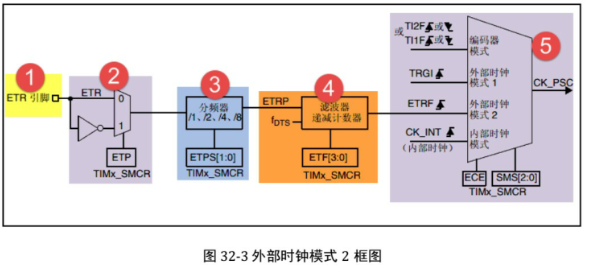 1
ETR 引脚
2
ETR
0
1
ETP
TIMx_SMCR
3
分频器
/1、/2、/4、/8
ETPS[1:0]
TIMx_SMCR
ETRP
4
滤波器
递减计数器
fDTS
ETF[3:0]
TIMx_SMCR
5
或 TI2F 或
TI1F 或
编码器
模式
TRGI
外部时钟
模式 1
ETRF
外部时钟
模式 2
CK_INT
(内部时钟)
内部时钟
模式
CK_PSC
ECE
SMS[2:0]
TIMx_SMCR
图 32-3 外部时钟模式 2 框图